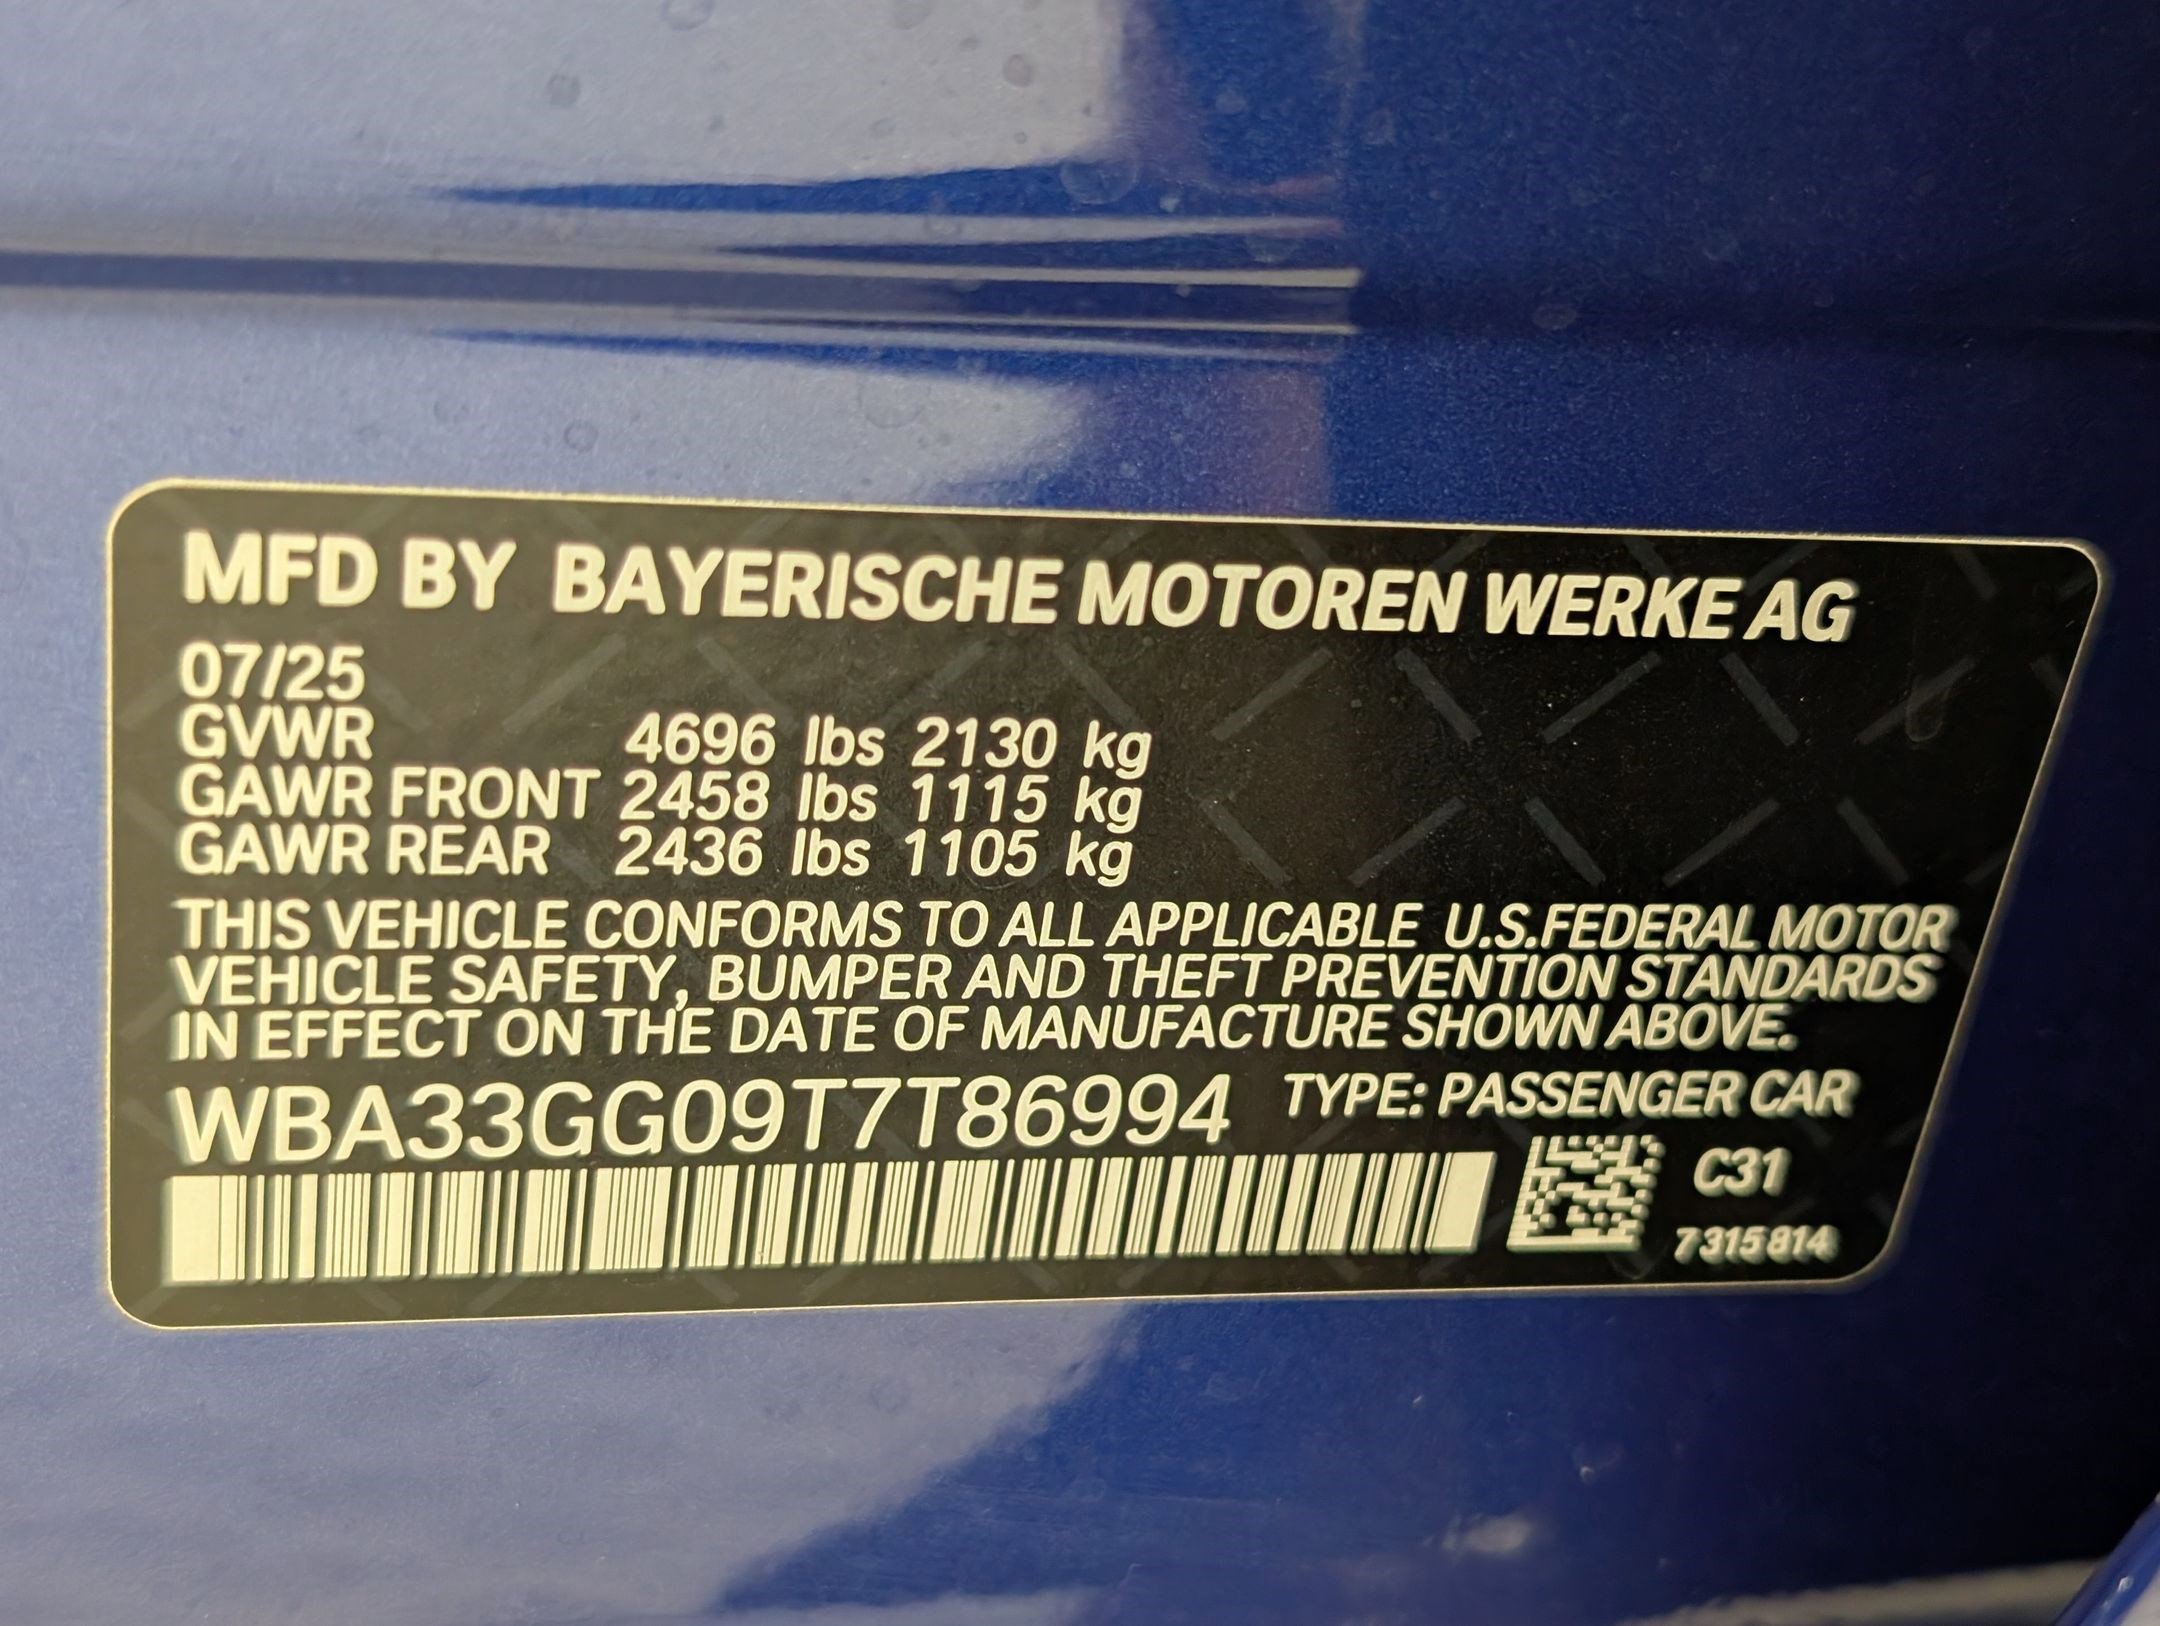 MFD BY BAYERISCHE MOTOREN WERKE AG
07/25
GVWR 4696 lbs 2130 kg
GAWR FRONT 2458 lbs 1115 kg
GAWR REAR 2436 lbs 1105 kg
THIS VEHICLE CONFORMS TO ALL APPLICABLE U.S.FEDERAL MOTOR
VEHICLE SAFETY, BUMPER AND THEFT PREVENTION STANDARDS
IN EFFECT ON THE DATE OF MANUFACTURE SHOWN ABOVE.
WBA33GG09T7T86994 TYPE: PASSENGER CAR
C31
7315814